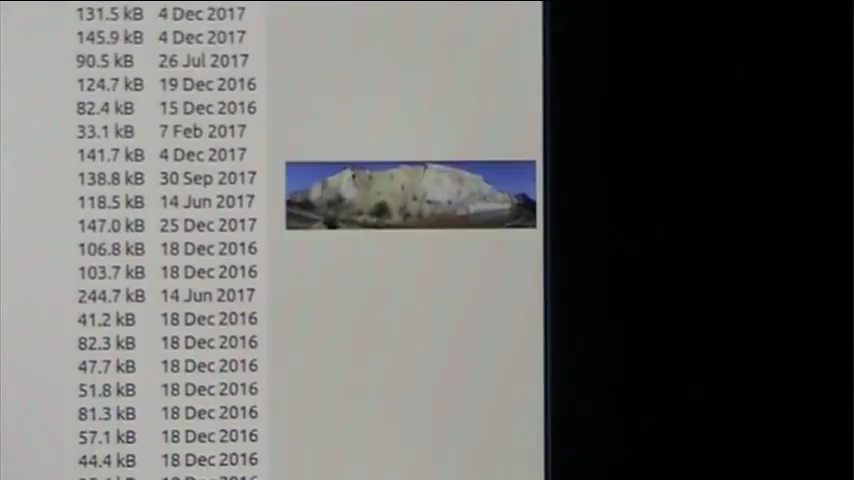 131.5 kB 4 Dec 2017
145.9 kB 4 Dec 2017
90.5 kB 26 Jul 2017
124.7 kB 19 Dec 2016
82.4 kB 15 Dec 2016
33.1 kB 7 Feb 2017
141.7 kB 4 Dec 2017
138.8 kB 30 Sep 2017
118.5 kB 14 Jun 2017
147.0 kB 25 Dec 2017
106.8 kB 18 Dec 2016
103.7 kB 18 Dec 2016
244.7 kB 14 Jun 2017
41.2 kB 18 Dec 2016
82.3 kB 18 Dec 2016
47.7 kB 18 Dec 2016
51.8 kB 18 Dec 2016
81.3 kB 18 Dec 2016
57.1 kB 18 Dec 2016
44.4 kB 18 Dec 2016